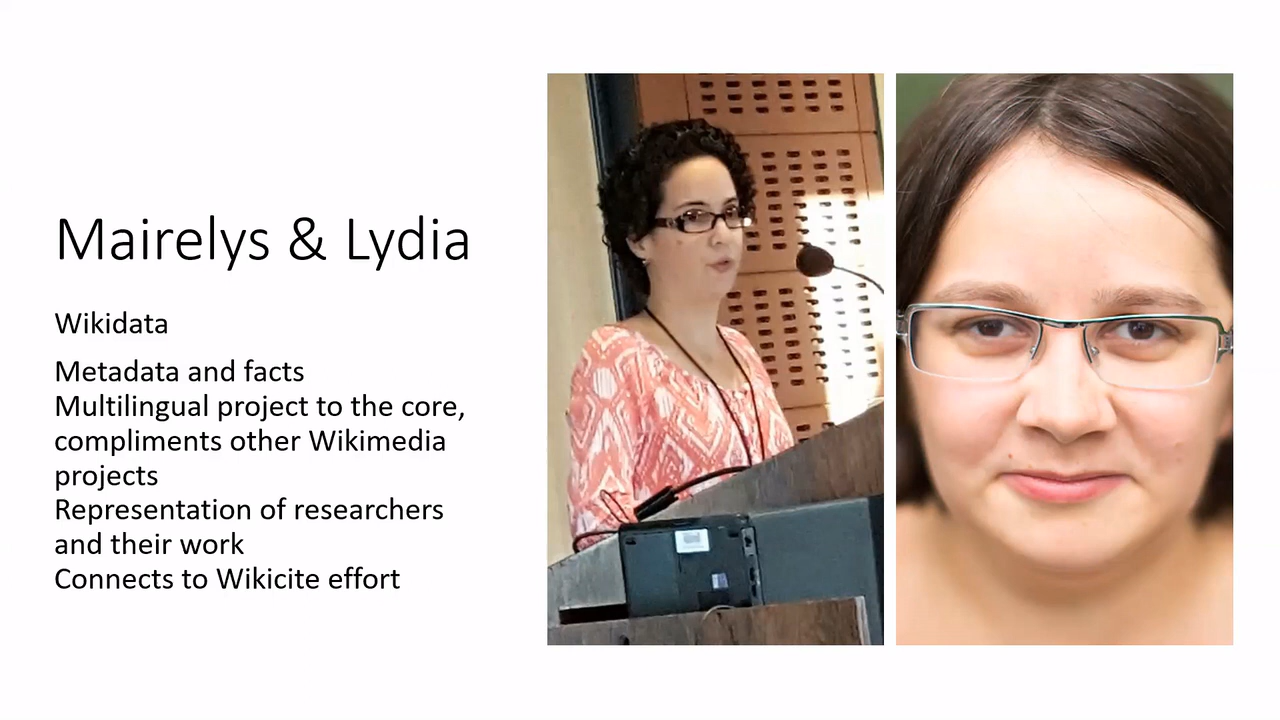 Mairelys & Lydia
Wikidata
Metadata and facts
Multilingual project to the core,
compliments other Wikimedia
projects
Representation of researchers
and their work
Connects to Wikicite effort